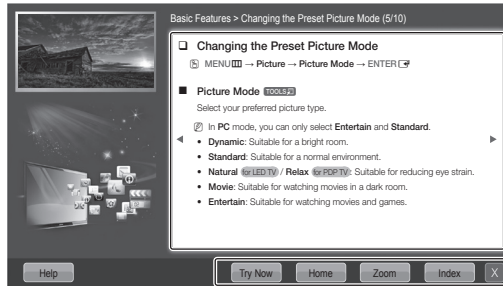 Basic Features > Changing the Preset Picture Mode (5/10)
Changing the Preset Picture Mode
MENU → Picture → Picture Mode → ENTER
Picture Mode TOOLS
Select your preferred picture type.
In PC mode, you can only select Entertain and Standard.
• Dynamic: Suitable for a bright room.
• Standard: Suitable for a normal environment.
• Natural for LED TV / Relax for PDP TV: Suitable for reducing eye strain.
• Movie: Suitable for watching movies in a dark room.
• Entertain: Suitable for watching movies and games.
Help
Try Now
Home
Zoom
Index
X